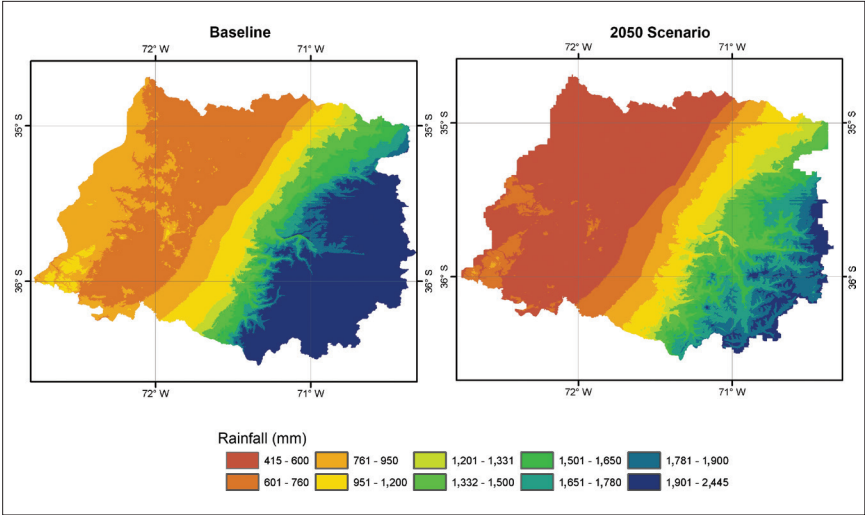 Baseline
2050 Scenario
72° W 71° W
72° W 71° W
35° S
36° S
35° S
36° S
35° S
36° S
35° S
36° S
72° W 71° W
72° W 71° W
Rainfall (mm)
415 - 600
761 - 950
1,201 - 1,331
1,501 - 1,650
1,781 - 1,900
601 - 760
951 - 1,200
1,332 - 1,500
1,651 - 1,780
1,901 - 2,445